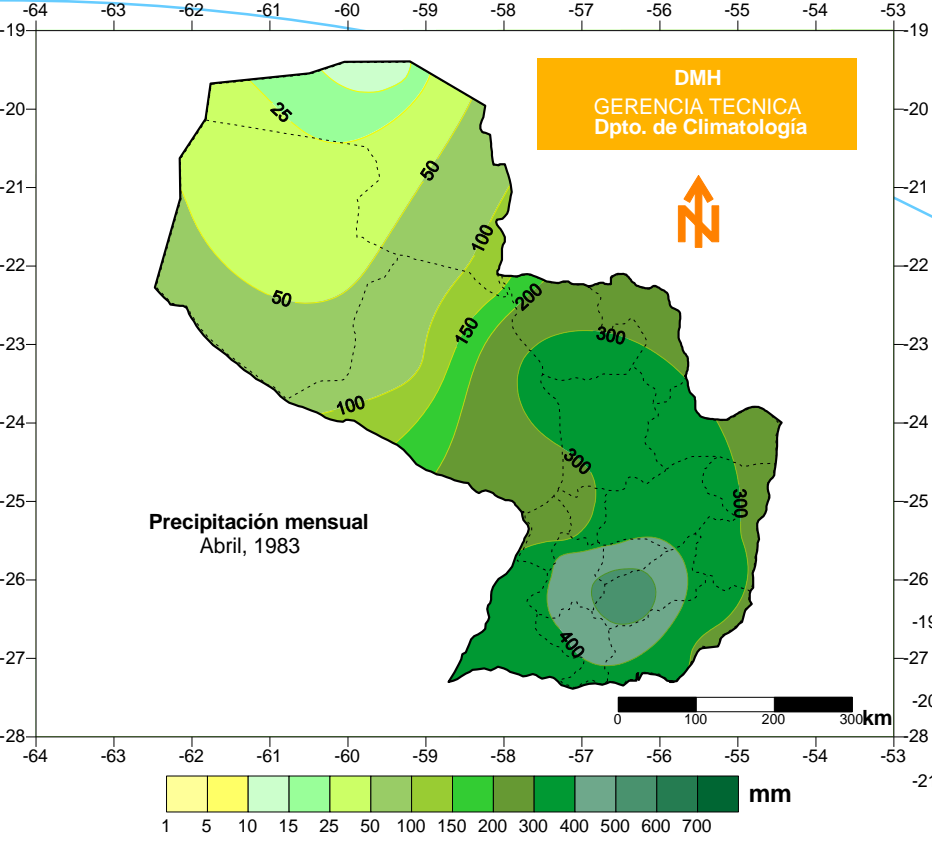 -64 -63 -62 -61 -60 -59 -58 -57 -56 -55 -54 -53
-19 -19
DMH
GERENCIA TECNICA
Dpto. de Climatología
-20 -20
25
50
-21 -21
N
100
-22 -22
50
200
150
300
-23 -23
100
-24 -24
300
300
-25 -25
Precipitación mensual
Abril, 1983
-26 -26
-19
400
-27 -27
-20
0 100 200 300 km
-28 -28
-64 -63 -62 -61 -60 -59 -58 -57 -56 -55 -54 -53
mm
1 5 10 15 25 50 100 150 200 300 400 500 600 700